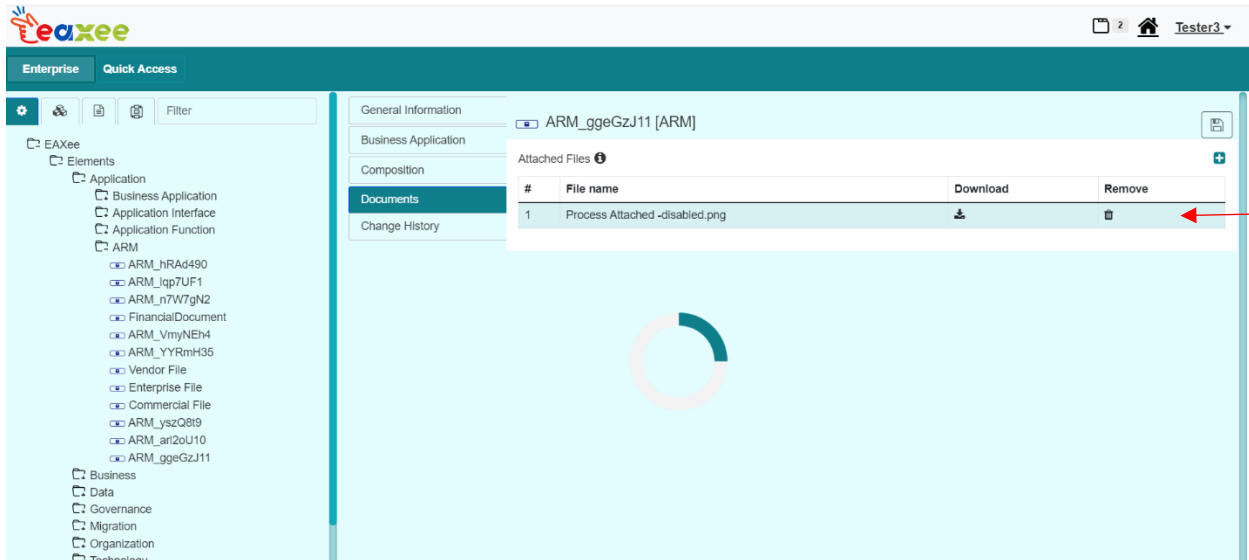 eaxee
2
Tester3
Enterprise
Quick Access
Filter
EAXee
Elements
Application
Business Application
Application Interface
Application Function
ARM
ARM_hRAd490
ARM_lqp7UF1
ARM_n7W7gN2
FinancialDocument
ARM_VmyNEh4
ARM_YYRmH35
Vendor File
Enterprise File
Commercial File
ARM_yszQ8t9
ARM_arl2oU10
ARM_ggeGzJ11
Business
Data
Governance
Migration
Organization
Technology
General Information
Business Application
Composition
Documents
Change History
ARM_ggeGzJ11 [ARM]
Attached Files
# File name Download Remove
1 Process Attached -disabled.png